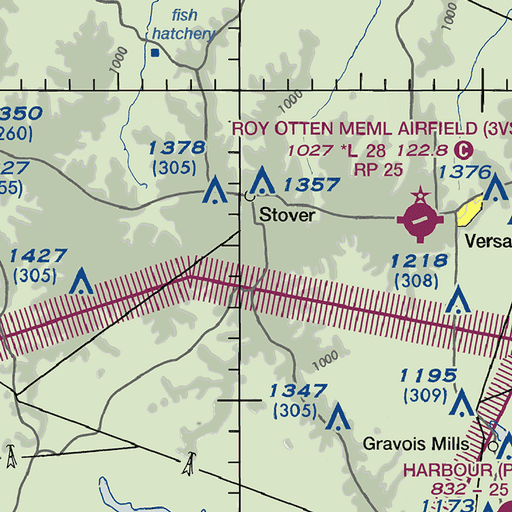 fish
hatchery
1000
1000
1000
350
260)
1378
(305)
ROY OTTEN MEML AIRFIELD (3VS
1027 *L 28 122.8 C
RP 25
1376
27
55)
1357
Stover
Versa
1427
(305)
1218
(308)
1000
1347
(305)
1195
(309)
Gravois Mills
HARBOUR (P
832 - 25
1173